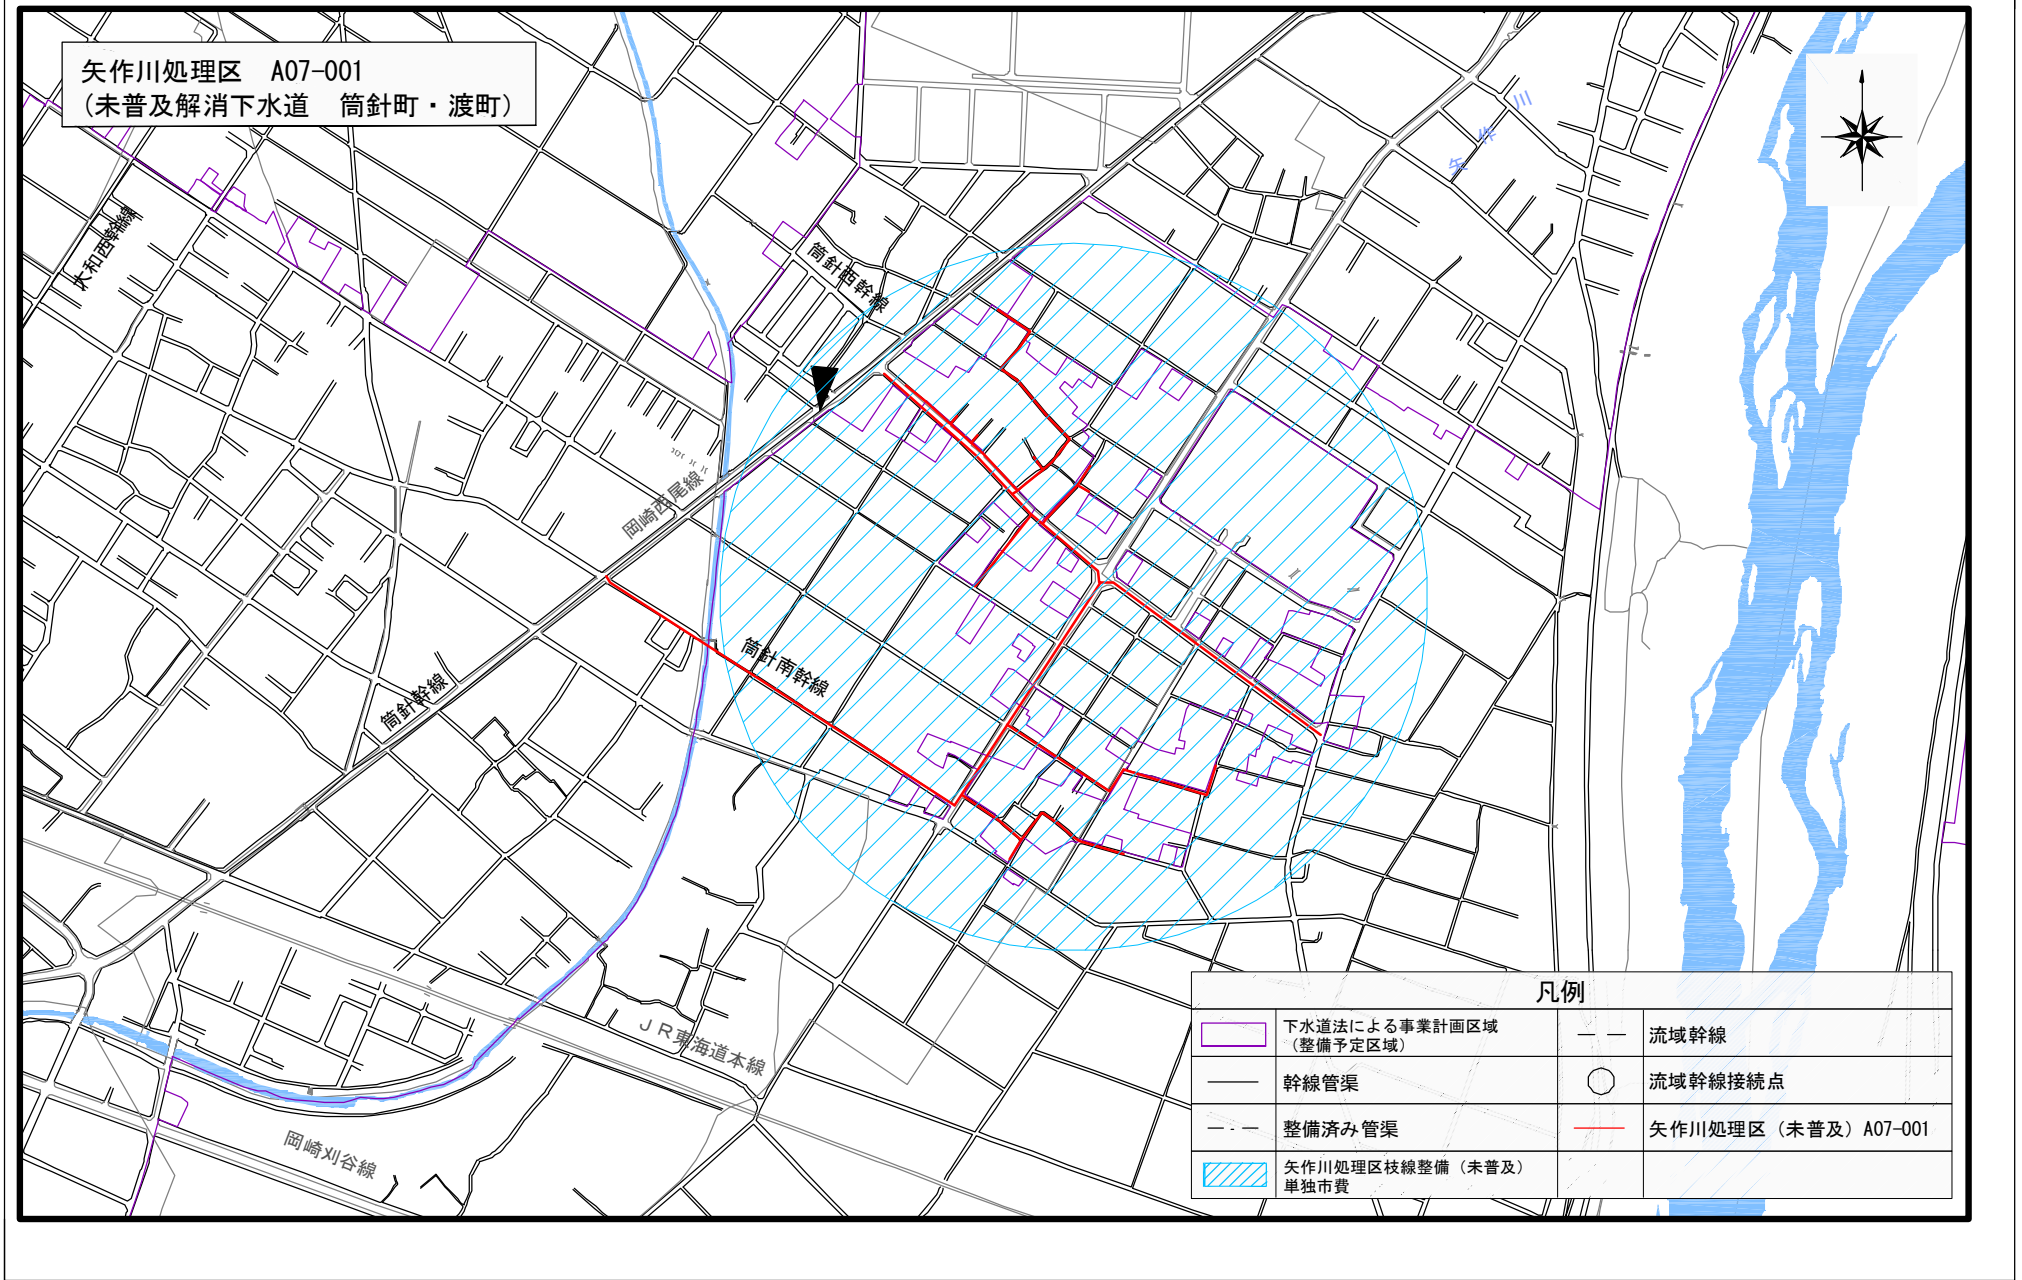 矢作川処理区　A07-001
(未普及解消下水道　筒針町・渡町)
矢作川
大和西幹線
筒針西幹線
岡崎西尾線
筒針南幹線
筒針幹線
ＪＲ東海道本線
岡崎刈谷線
凡例
下水道法による事業計画区域
(整備予定区域)
流域幹線
幹線管渠
流域幹線接続点
整備済み管渠
矢作川処理区（未普及）A07-001
矢作川処理区枝線整備（未普及）
単独市費